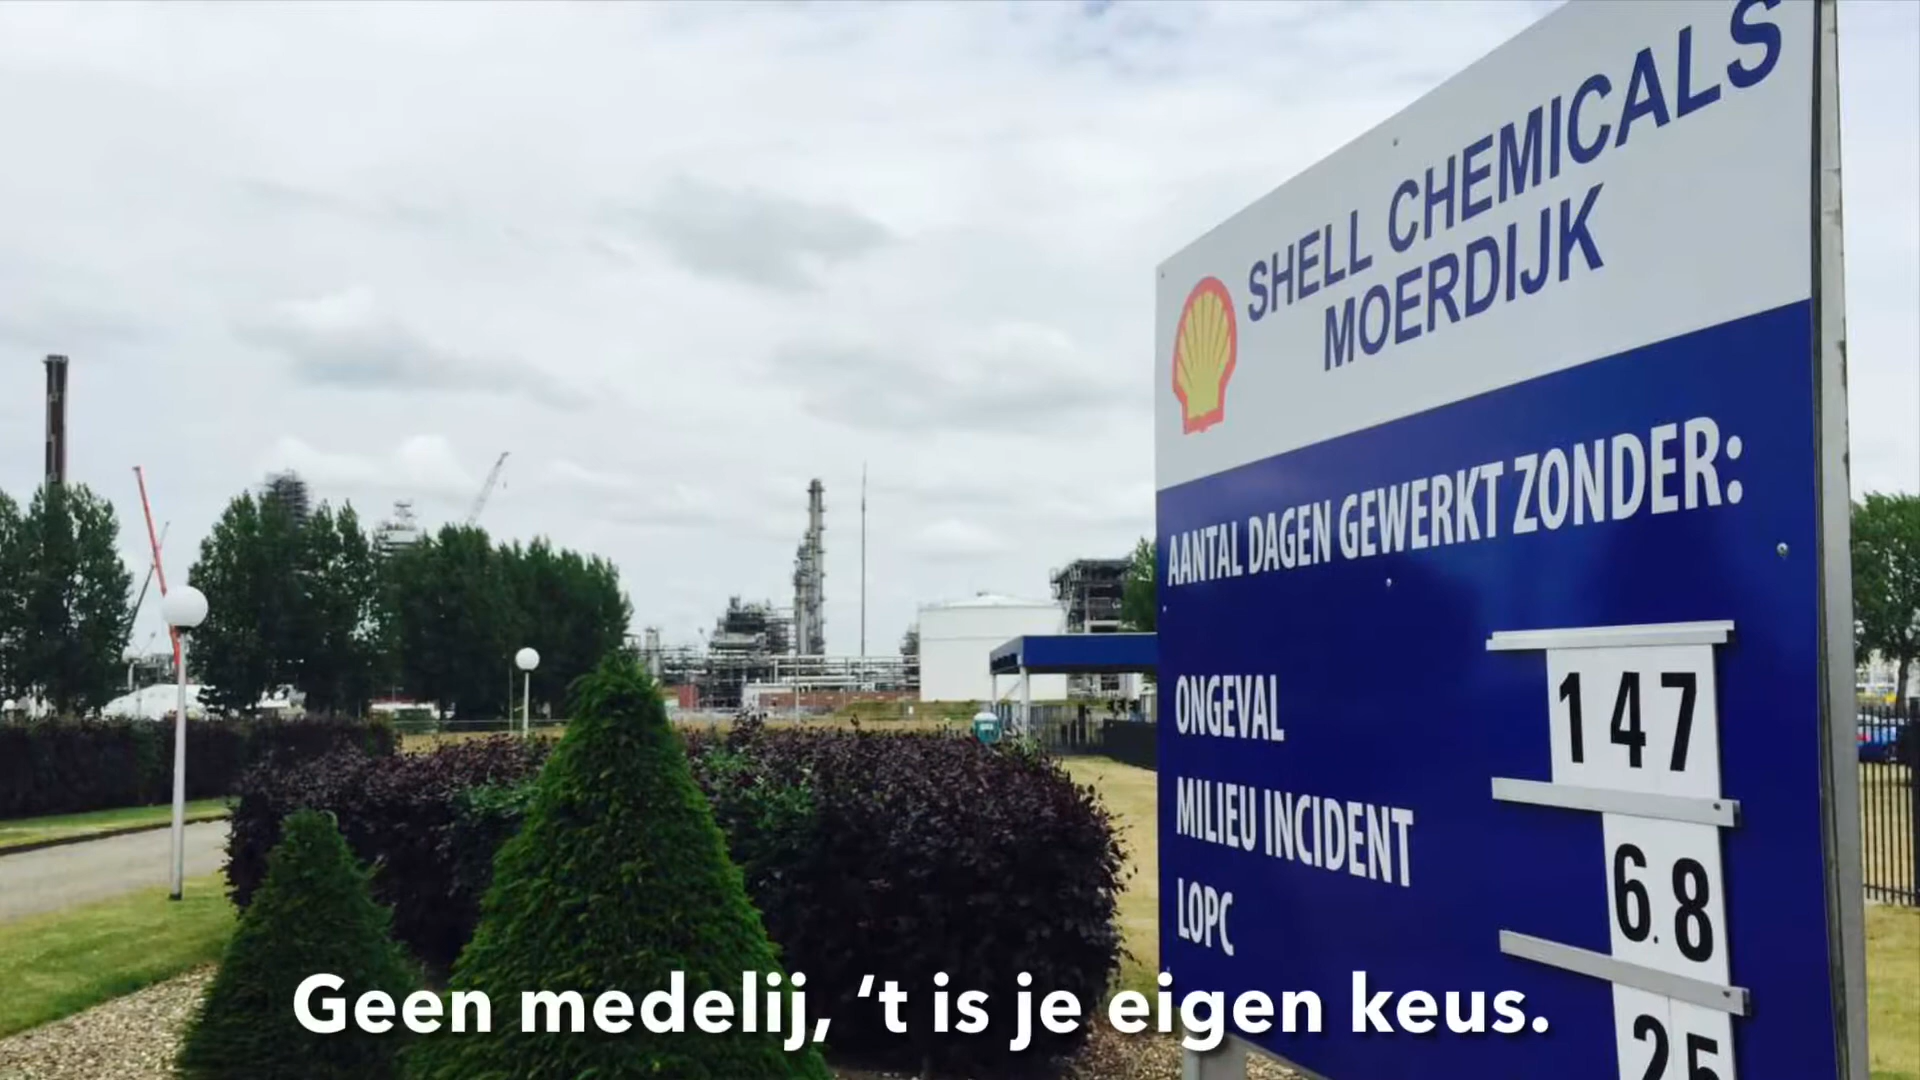 SHELL CHEMICALS
MOERDIJK
AANTAL DAGEN GEWERKT ZONDER:
ONGEVAL 147
MILIEU INCIDENT 6.8
LOPC 25
Geen medelij, ‘t is je eigen keus.